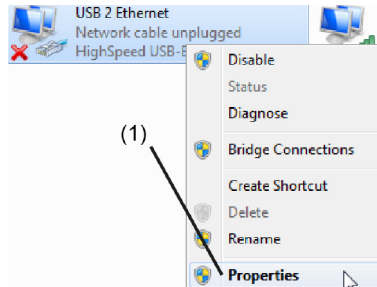 USB 2 Ethernet
Network cable unplugged
HighSpeed USB-E
Disable
Status
Diagnose
(1)
Bridge Connections
Create Shortcut
Delete
Rename
Properties